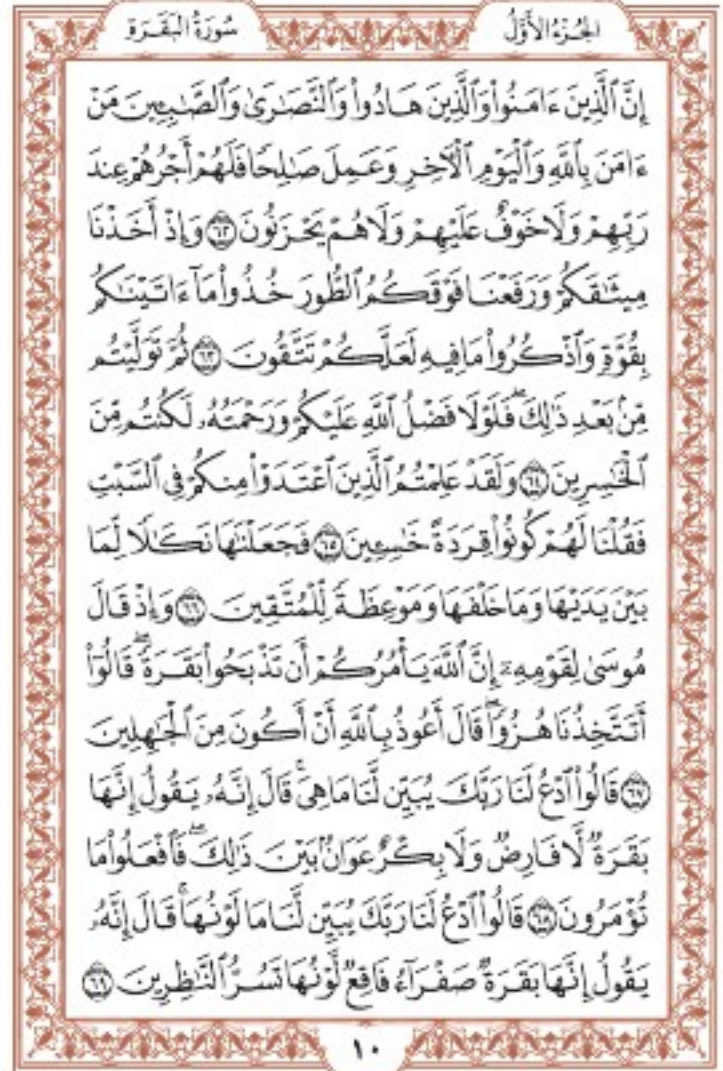 الجُزْءُ الأَوَّلُ
سُورَةُ البَقَرَةِ
إِنَّ ٱلَّذِينَ ءَامَنُوا۟ وَٱلَّذِينَ هَادُوا۟ وَٱلنَّصَـٰرَىٰ وَٱلصَّـٰبِـِٔينَ مَنْ
ءَامَنَ بِٱللَّهِ وَٱلْيَوْمِ ٱلْـَٔاخِرِ وَعَمِلَ صَـٰلِحًا فَلَهُمْ أَجْرُهُمْ عِندَ
رَبِّهِمْ وَلَا خَوْفٌ عَلَيْهِمْ وَلَا هُمْ يَحْزَنُونَ ۝٦٢ وَإِذْ أَخَذْنَا
مِيثَـٰقَكُمْ وَرَفَعْنَا فَوْقَكُمُ ٱلطُّورَ خُذُوا۟ مَآ ءَاتَيْنَـٰكُم
بِقُوَّةٍ وَٱذْكُرُوا۟ مَا فِيهِ لَعَلَّكُمْ تَتَّقُونَ ۝٦٣ ثُمَّ تَوَلَّيْتُم
مِّنۢ بَعْدِ ذَٰلِكَ ۖ فَلَوْلَا فَضْلُ ٱللَّهِ عَلَيْكُمْ وَرَحْمَتُهُۥ لَكُنتُم مِّنَ
ٱلْخَـٰسِرِينَ ۝٦٤ وَلَقَدْ عَلِمْتُمُ ٱلَّذِينَ ٱعْتَدَوْا۟ مِنكُمْ فِى ٱلسَّبْتِ
فَقُلْنَا لَهُمْ كُونُوا۟ قِرَدَةً خَـٰسِـِٔينَ ۝٦٥ فَجَعَلْنَـٰهَا نَكَـٰلًا لِّمَا
بَيْنَ يَدَيْهَا وَمَا خَلْفَهَا وَمَوْعِظَةً لِّلْمُتَّقِينَ ۝٦٦ وَإِذْ قَالَ
مُوسَىٰ لِقَوْمِهِۦٓ إِنَّ ٱللَّهَ يَأْمُرُكُمْ أَن تَذْبَحُوا۟ بَقَرَةً ۖ قَالُوٓا۟
أَتَتَّخِذُنَا هُزُوًا ۖ قَالَ أَعُوذُ بِٱللَّهِ أَنْ أَكُونَ مِنَ ٱلْجَـٰهِلِينَ
۝٦٧ قَالُوا۟ ٱدْعُ لَنَا رَبَّكَ يُبَيِّن لَّنَا مَا هِىَ ۚ قَالَ إِنَّهُۥ يَقُولُ إِنَّهَا
بَقَرَةٌ لَّا فَارِضٌ وَلَا بِكْرٌ عَوَانٌۢ بَيْنَ ذَٰلِكَ ۖ فَٱفْعَلُوا۟ مَا
تُؤْمَرُونَ ۝٦٨ قَالُوا۟ ٱدْعُ لَنَا رَبَّكَ يُبَيِّن لَّنَا مَا لَوْنُهَا ۚ قَالَ إِنَّهُۥ
يَقُولُ إِنَّهَا بَقَرَةٌ صَفْرَآءُ فَاقِعٌ لَّوْنُهَا تَسُرُّ ٱلنَّـٰظِرِينَ ۝٦٩
١٠